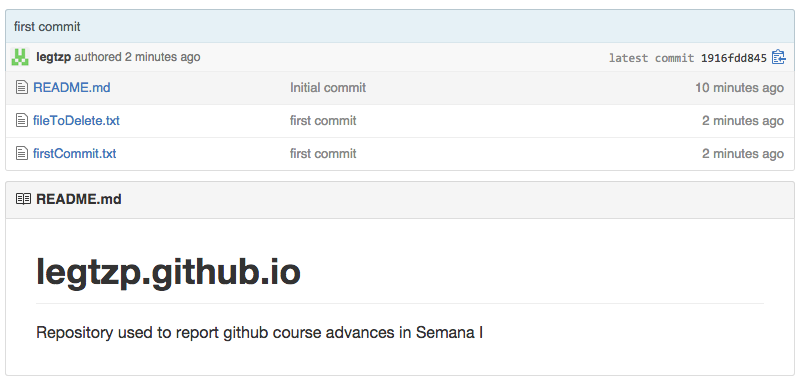 first commit
legtzp authored 2 minutes ago latest commit 1916fdd845
README.md Initial commit 10 minutes ago
fileToDelete.txt first commit 2 minutes ago
firstCommit.txt first commit 2 minutes ago
README.md
legtzp.github.io
Repository used to report github course advances in Semana I